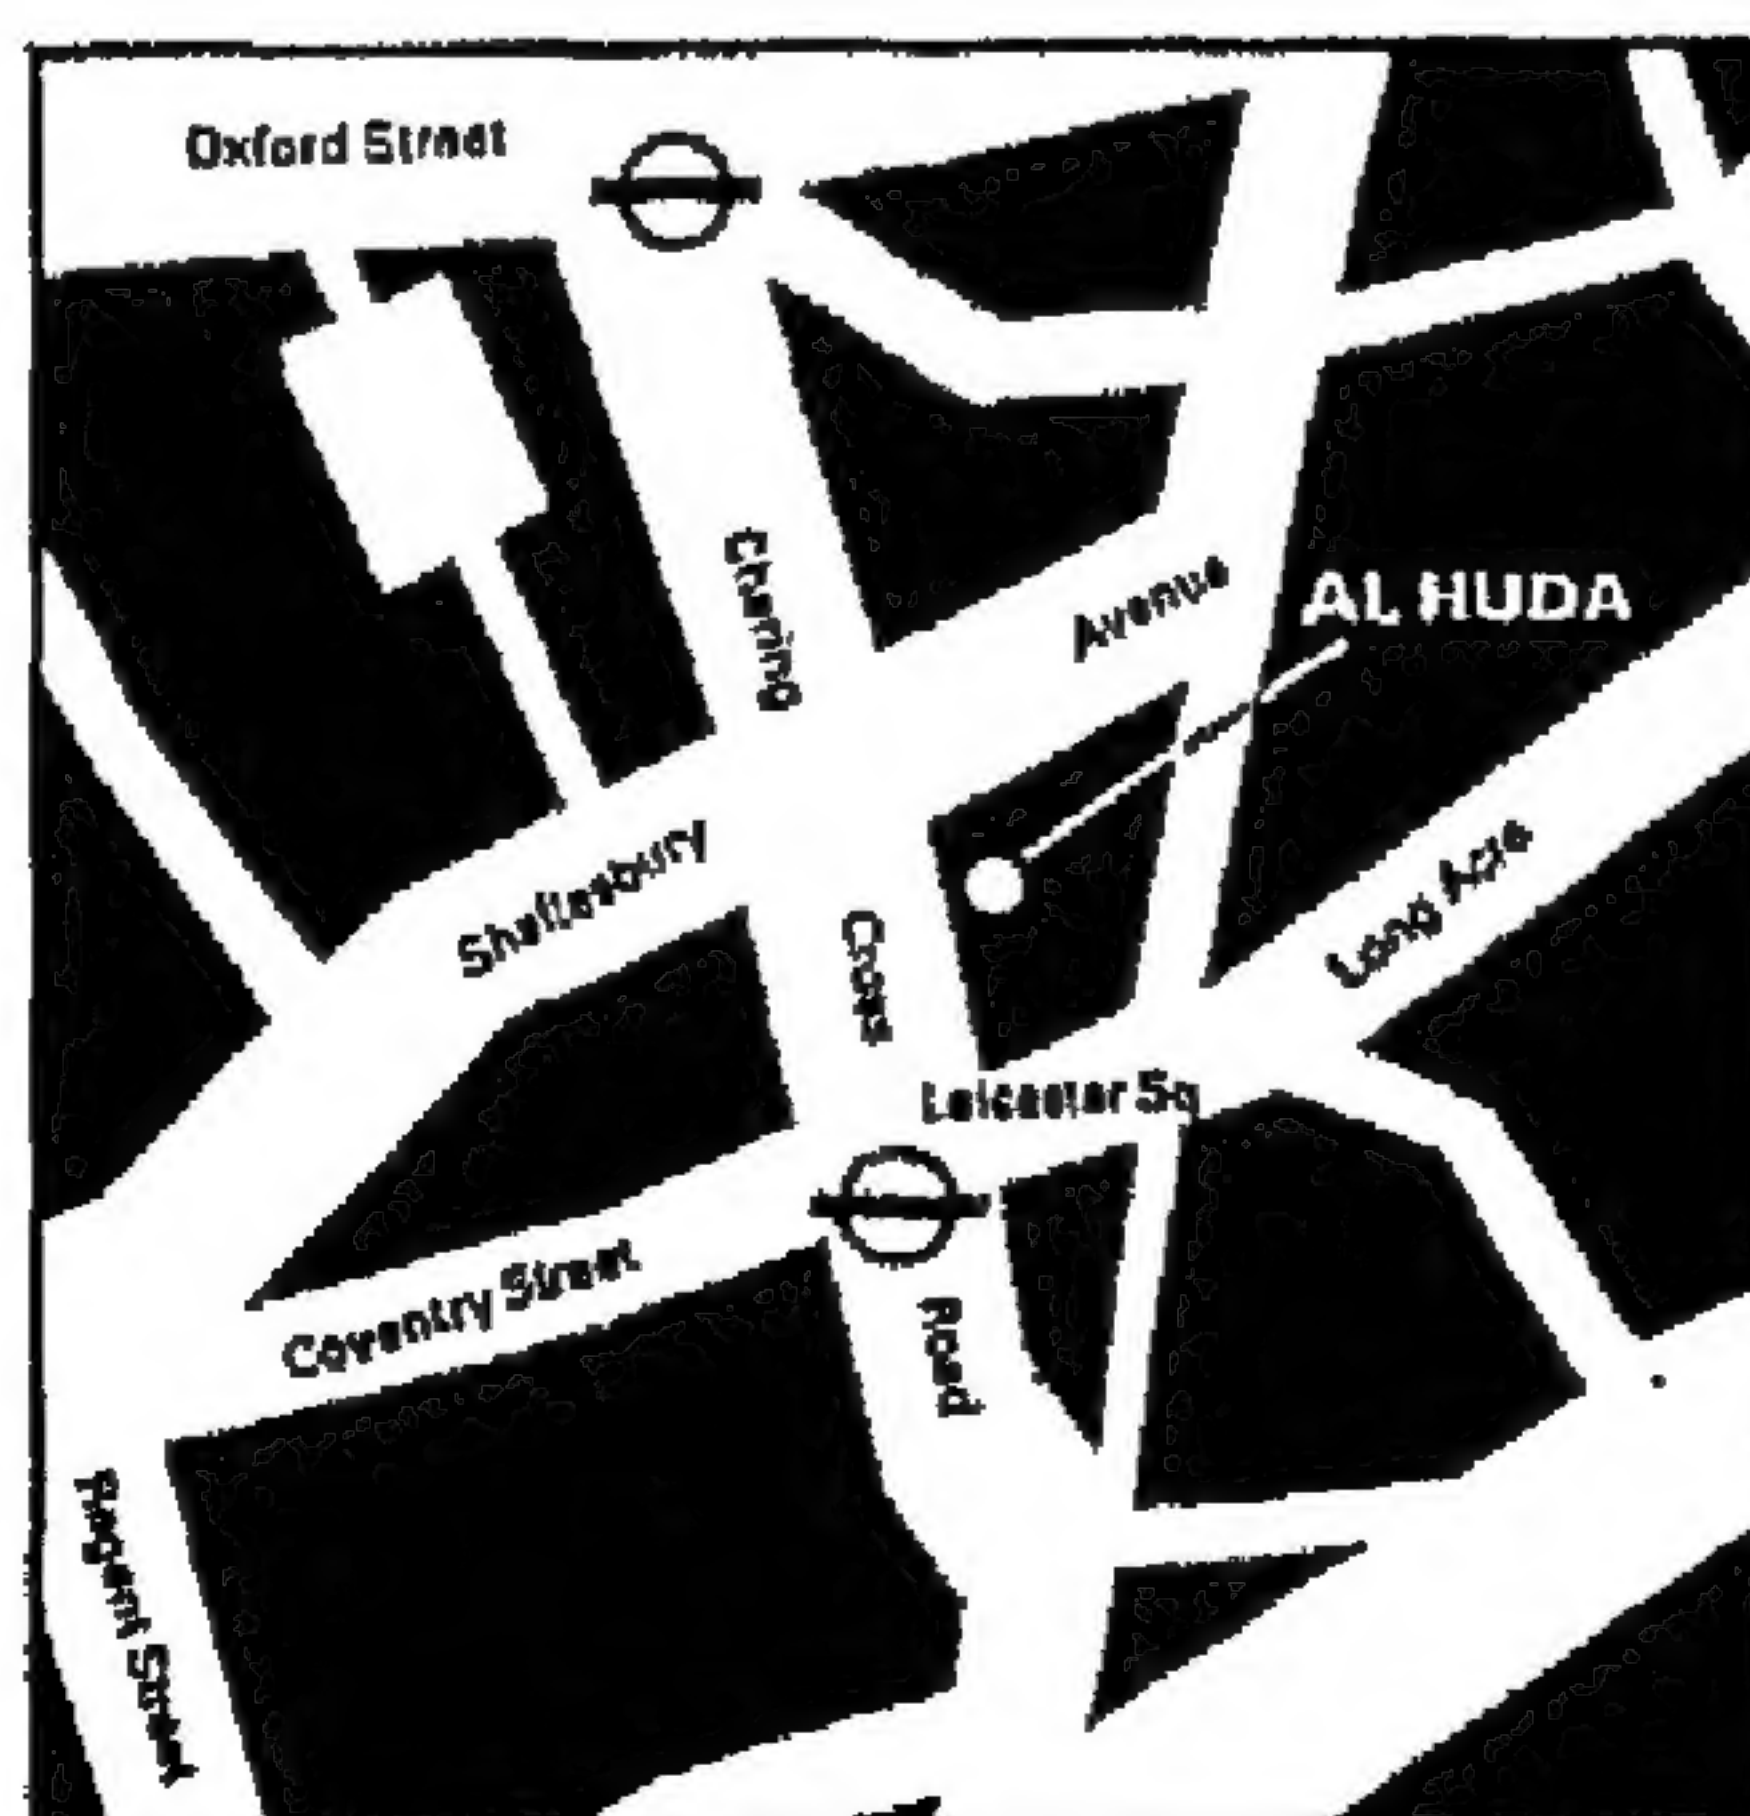 Oxford Street
Charing
Avenue
AL HUDA
Shaftesbury
Cross
Long Acre
Leicester Sq
Coventry Street
Road
Regent Street